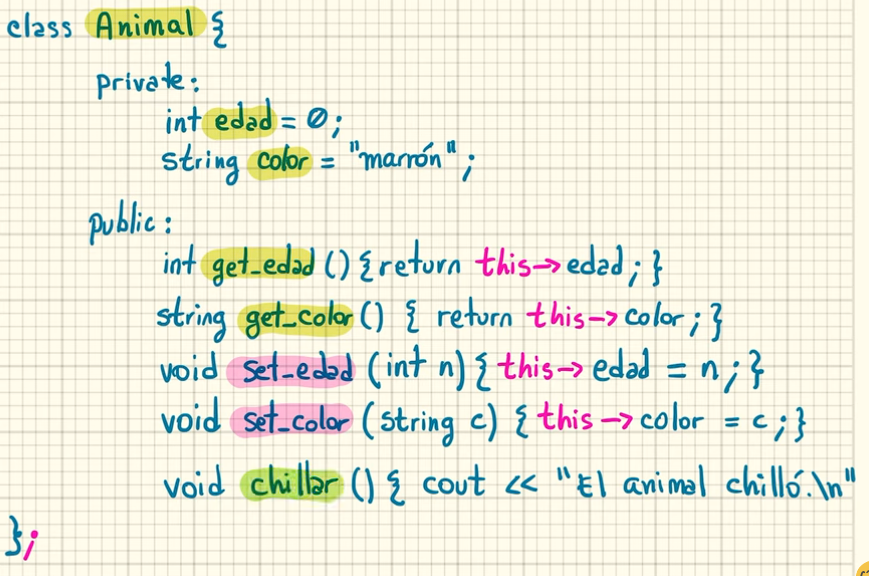 class Animal {
private:
int edad = 0;
string color = "marrón";
public:
int get_edad () {return this->edad;}
string get_color() { return this->color;}
void set_edad (int n) {this->edad = n;}
void set_color (string c) {this->color = c;}
void chillar () { cout << "El animal chilló.\n"
};